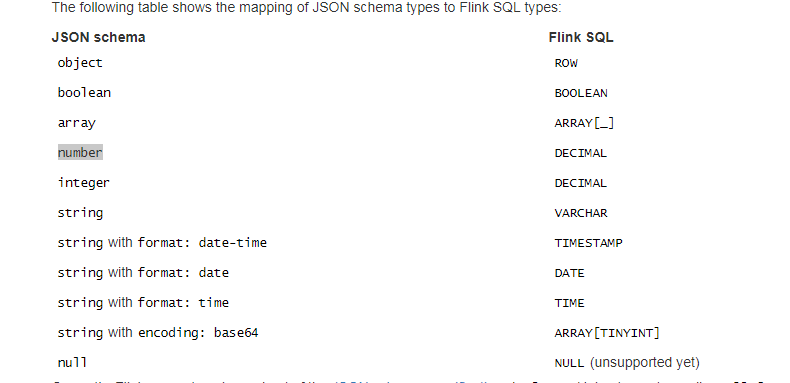 The following table shows the mapping of JSON schema types to Flink SQL types:
JSON schema Flink SQL
object ROW
boolean BOOLEAN
array ARRAY[_]
number DECIMAL
integer DECIMAL
string VARCHAR
string with format: date-time TIMESTAMP
string with format: date DATE
string with format: time TIME
string with encoding: base64 ARRAY[TINYINT]
null NULL (unsupported yet)